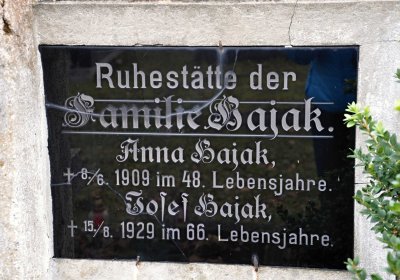 Ruhestätte der
Familie Bajak.
Anna Bajak,
† 8/6. 1909 im 48. Lebensjahre.
Josef Bajak,
† 15/8. 1929 im 66. Lebensjahre.